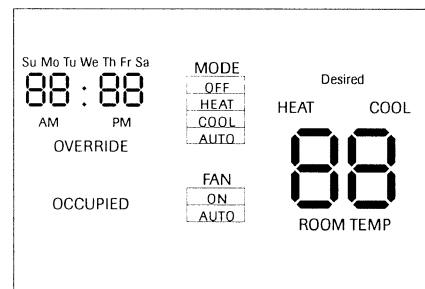 Su Mo Tu We Th Fr Sa
88 : 88
AM PM
OVERRIDE
OCCUPIED
MODE
OFF
HEAT
COOL
AUTO
FAN
ON
AUTO
Desired
HEAT COOL
88
ROOM TEMP